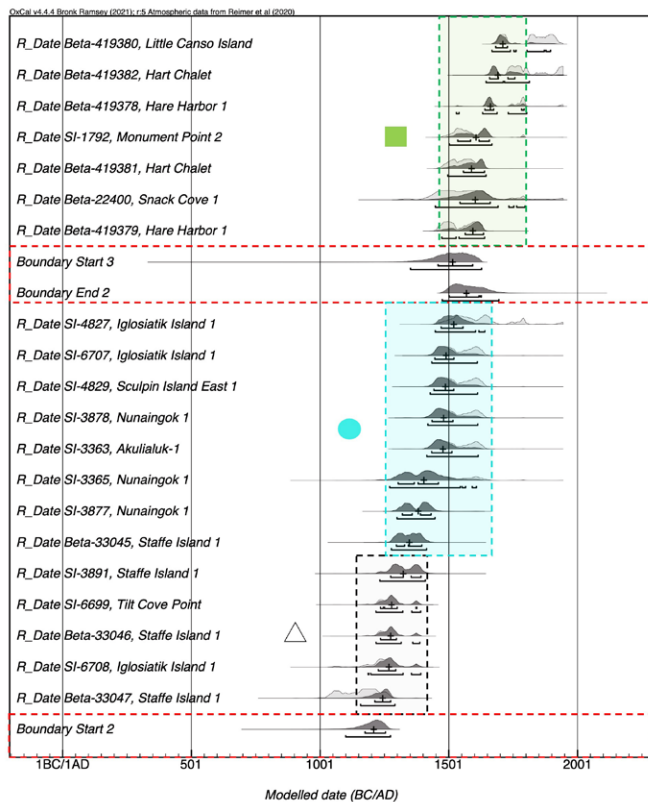 OxCal v4.4.4 Bronk Ramsey (2021); r:5 Atmospheric data from Reimer et al (2020)
R_Date Beta-419380, Little Canso Island
R_Date Beta-419382, Hart Chalet
R_Date Beta-419378, Hare Harbor 1
R_Date SI-1792, Monument Point 2
R_Date Beta-419381, Hart Chalet
R_Date Beta-22400, Snack Cove 1
R_Date Beta-419379, Hare Harbor 1
Boundary Start 3
Boundary End 2
R_Date SI-4827, Iglosiatik Island 1
R_Date SI-6707, Iglosiatik Island 1
R_Date SI-4829, Sculpin Island East 1
R_Date SI-3878, Nunaingok 1
R_Date SI-3363, Akulialuk-1
R_Date SI-3365, Nunaingok 1
R_Date SI-3877, Nunaingok 1
R_Date Beta-33045, Staffe Island 1
R_Date SI-3891, Staffe Island 1
R_Date SI-6699, Tilt Cove Point
R_Date Beta-33046, Staffe Island 1
R_Date SI-6708, Iglosiatik Island 1
R_Date Beta-33047, Staffe Island 1
Boundary Start 2
1BC/1AD 501 1001 1501 2001
Modelled date (BC/AD)